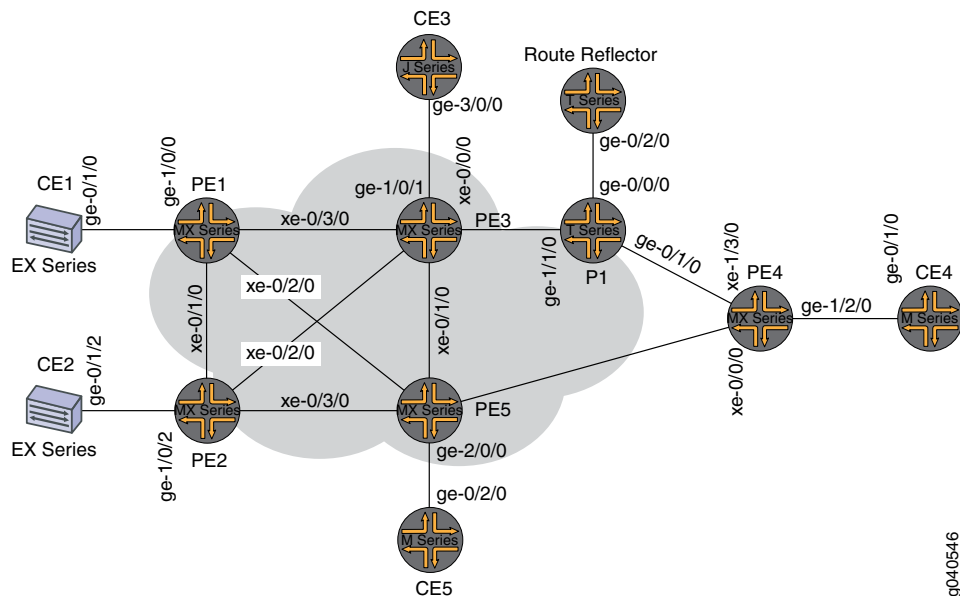 CE3
J Series
ge-3/0/0
Route Reflector
T Series
ge-0/2/0
ge-0/0/0
CE1
ge-0/1/0
EX Series
ge-1/0/0
PE1
MX Series
xe-0/3/0
ge-1/0/1
xe-0/0/0
MX Series
PE3
ge-1/1/0
T Series
P1
ge-0/1/0
xe-1/3/0
PE4
MX Series
xe-0/0/0
ge-1/2/0
ge-0/1/0
CE4
M Series
xe-0/1/0
xe-0/2/0
xe-0/2/0
xe-0/1/0
CE2
ge-0/1/2
EX Series
ge-1/0/2
MX Series
PE2
xe-0/3/0
MX Series
PE5
ge-2/0/0
ge-0/2/0
M Series
CE5
g040546